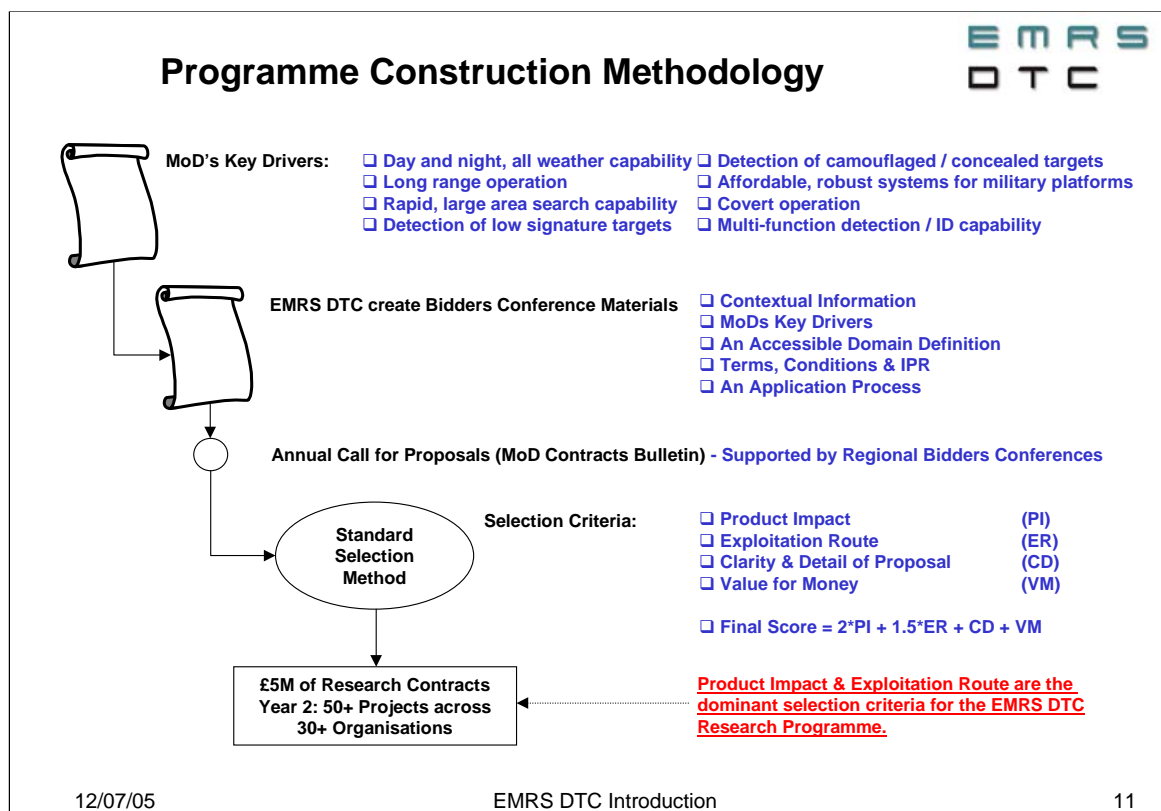 EMRS
DTC
Programme Construction Methodology
MoD's Key Drivers:
❑ Day and night, all weather capability
❑ Long range operation
❑ Rapid, large area search capability
❑ Detection of low signature targets
❑ Detection of camouflaged / concealed targets
❑ Affordable, robust systems for military platforms
❑ Covert operation
❑ Multi-function detection / ID capability
EMRS DTC create Bidders Conference Materials
❑ Contextual Information
❑ MoDs Key Drivers
❑ An Accessible Domain Definition
❑ Terms, Conditions & IPR
❑ An Application Process
Annual Call for Proposals (MoD Contracts Bulletin) - Supported by Regional Bidders Conferences
Standard
Selection
Method
Selection Criteria:
❑ Product Impact (PI)
❑ Exploitation Route (ER)
❑ Clarity & Detail of Proposal (CD)
❑ Value for Money (VM)
❑ Final Score = 2*PI + 1.5*ER + CD + VM
£5M of Research Contracts
Year 2: 50+ Projects across
30+ Organisations
Product Impact & Exploitation Route are the
dominant selection criteria for the EMRS DTC
Research Programme.
12/07/05
EMRS DTC Introduction
11